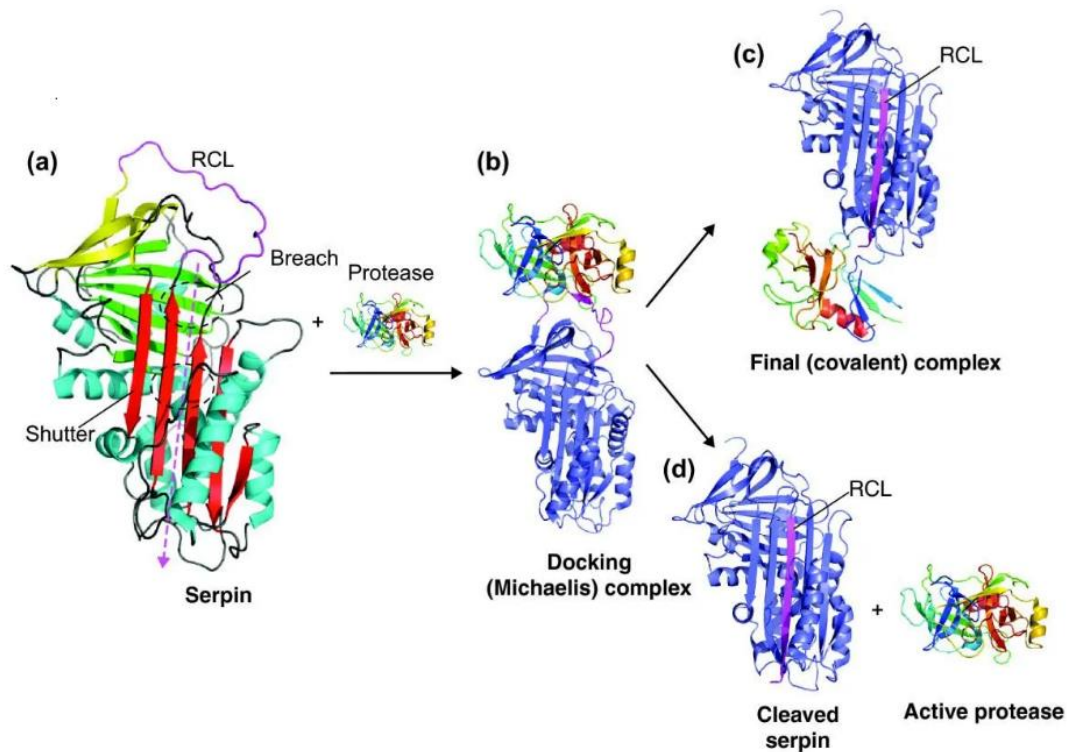 (a)
RCL
Breach
Shutter
Serpin
Protease
+
(b)
Docking
(Michaelis) complex
(c)
RCL
Final (covalent) complex
(d)
RCL
Cleaved
serpin
+
Active protease